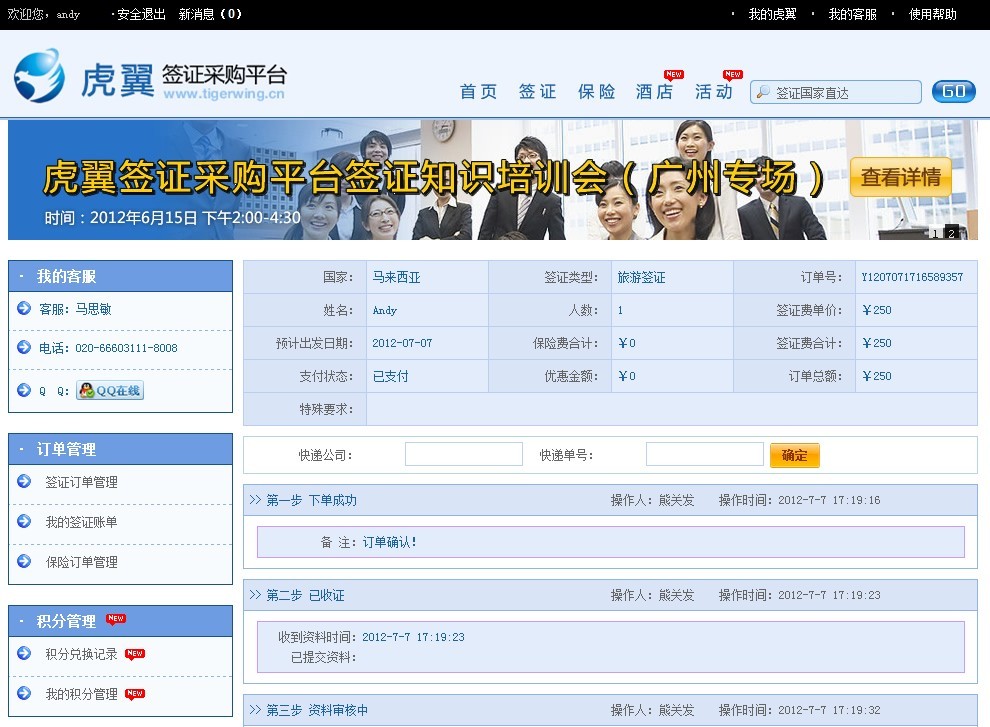 欢迎您，andy ·安全退出 新消息（0） · 我的虎翼 · 我的客服 · 使用帮助
虎翼 签证采购平台
www.tigerwing.cn
首页 签证 保险 酒店 NEW 活动 NEW 签证国家直达 GO
虎翼签证采购平台签证知识培训会（广州专场） 查看详情
时间：2012年6月15日 下午2:00-4:30
1 2
· 我的客服
客服：马思敏
电话：020-66603111-8008
Q Q： QQ在线
· 订单管理
签证订单管理
我的签证账单
保险订单管理
· 积分管理 NEW
积分兑换记录 NEW
我的积分管理 NEW
国家： 马来西亚 签证类型： 旅游签证 订单号： Y1207071716589357
姓名： Andy 人数： 1 签证费单价： ￥250
预计出发日期： 2012-07-07 保险费合计： ￥0 签证费合计： ￥250
支付状态： 已支付 优惠金额： ￥0 订单总额： ￥250
特殊要求：
快递公司： 快递单号： 确定
>> 第一步 下单成功 操作人：熊关发 操作时间：2012-7-7 17:19:16
备 注：订单确认！
>> 第二步 已收证 操作人：熊关发 操作时间：2012-7-7 17:19:23
收到资料时间：2012-7-7 17:19:23
已提交资料：
>> 第三步 资料审核中 操作人：熊关发 操作时间：2012-7-7 17:19:32